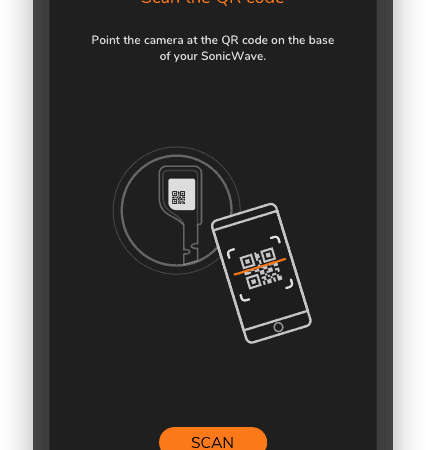 Scan the QR code
Point the camera at the QR code on the base
of your SonicWave.
SCAN